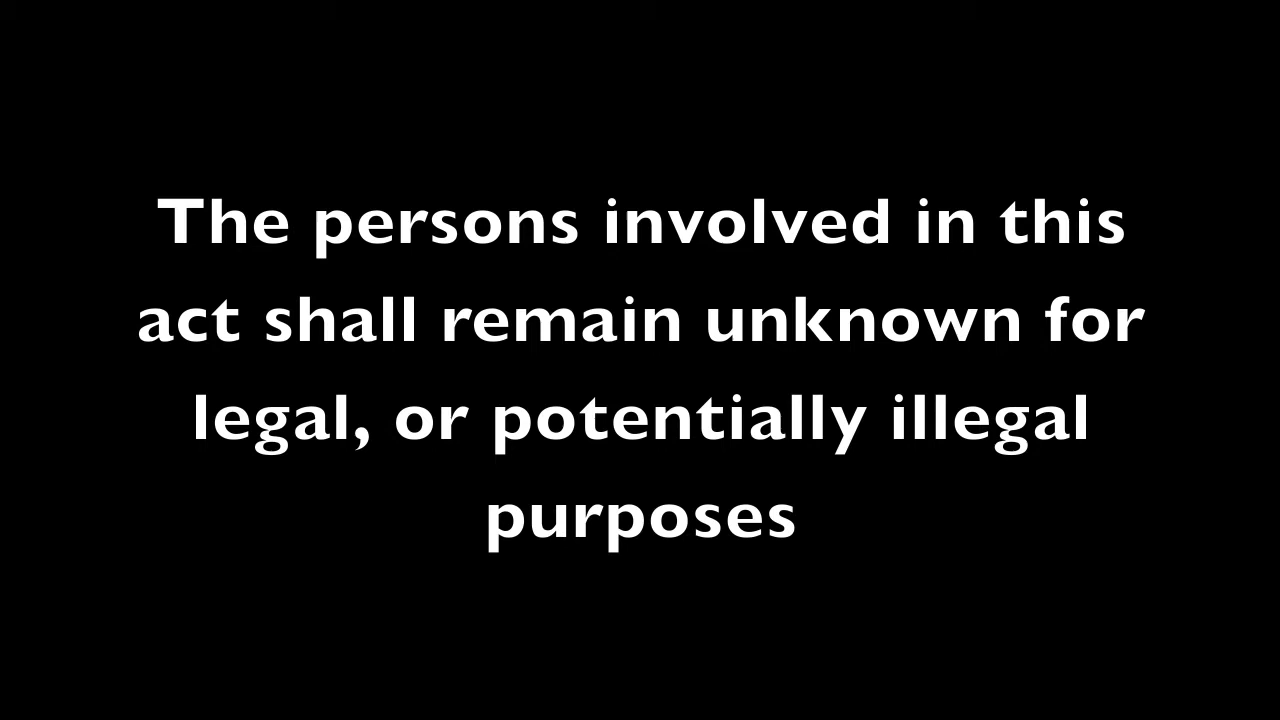 The persons involved in this
act shall remain unknown for
legal, or potentially illegal
purposes